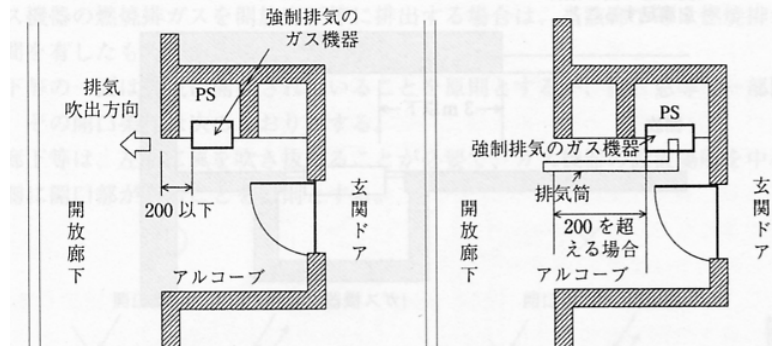 強制排気の
ガス機器
排気
吹出方向
PS
200 以下
開放廊下
アルコーブ
玄関ドア
PS
強制排気のガス機器
排気筒
200 を超
える場合
開放廊下
アルコーブ
玄関ドア